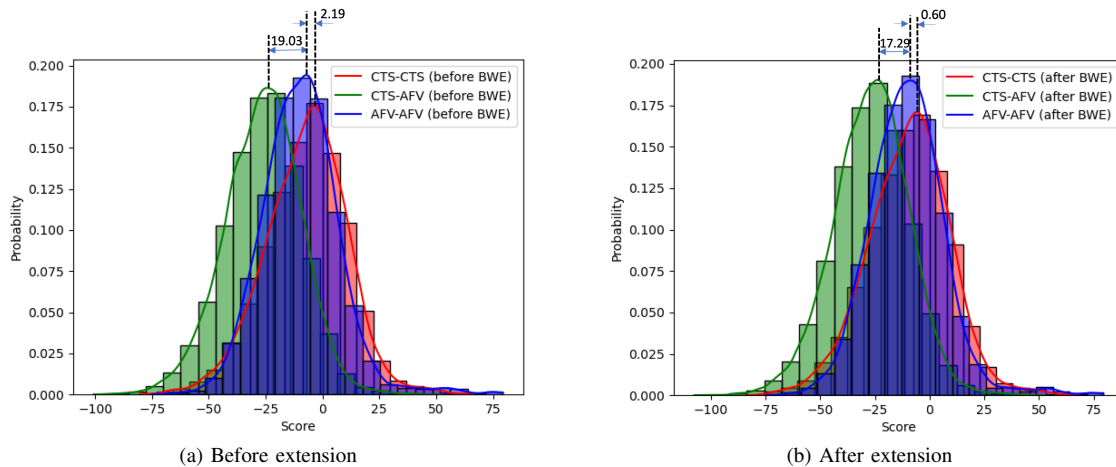 2.19
19.03
0.200
0.175
0.150
0.125
0.100
0.075
0.050
0.025
0.000
Probability
CTS-CTS (before BWE)
CTS-AFV (before BWE)
AFV-AFV (before BWE)
−100 −75 −50 −25 0 25 50 75
Score
(a) Before extension
0.60
17.29
0.200
0.175
0.150
0.125
0.100
0.075
0.050
0.025
0.000
Probability
CTS-CTS (after BWE)
CTS-AFV (after BWE)
AFV-AFV (after BWE)
−100 −75 −50 −25 0 25 50 75
Score
(b) After extension